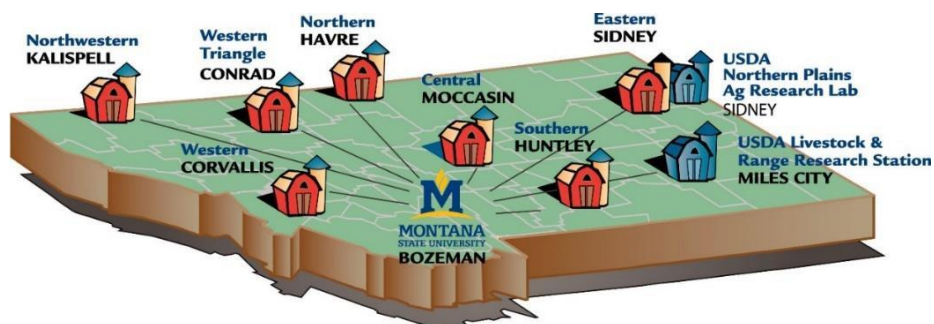 Northwestern
KALISPELL
Western
Triangle
CONRAD
Northern
HAVRE
Eastern
SIDNEY
USDA
Northern Plains
Ag Research Lab
SIDNEY
Central
MOCCASIN
Southern
HUNTLEY
USDA Livestock &
Range Research Station
MILES CITY
Western
CORVALLIS
M
MONTANA
STATE UNIVERSITY
BOZEMAN